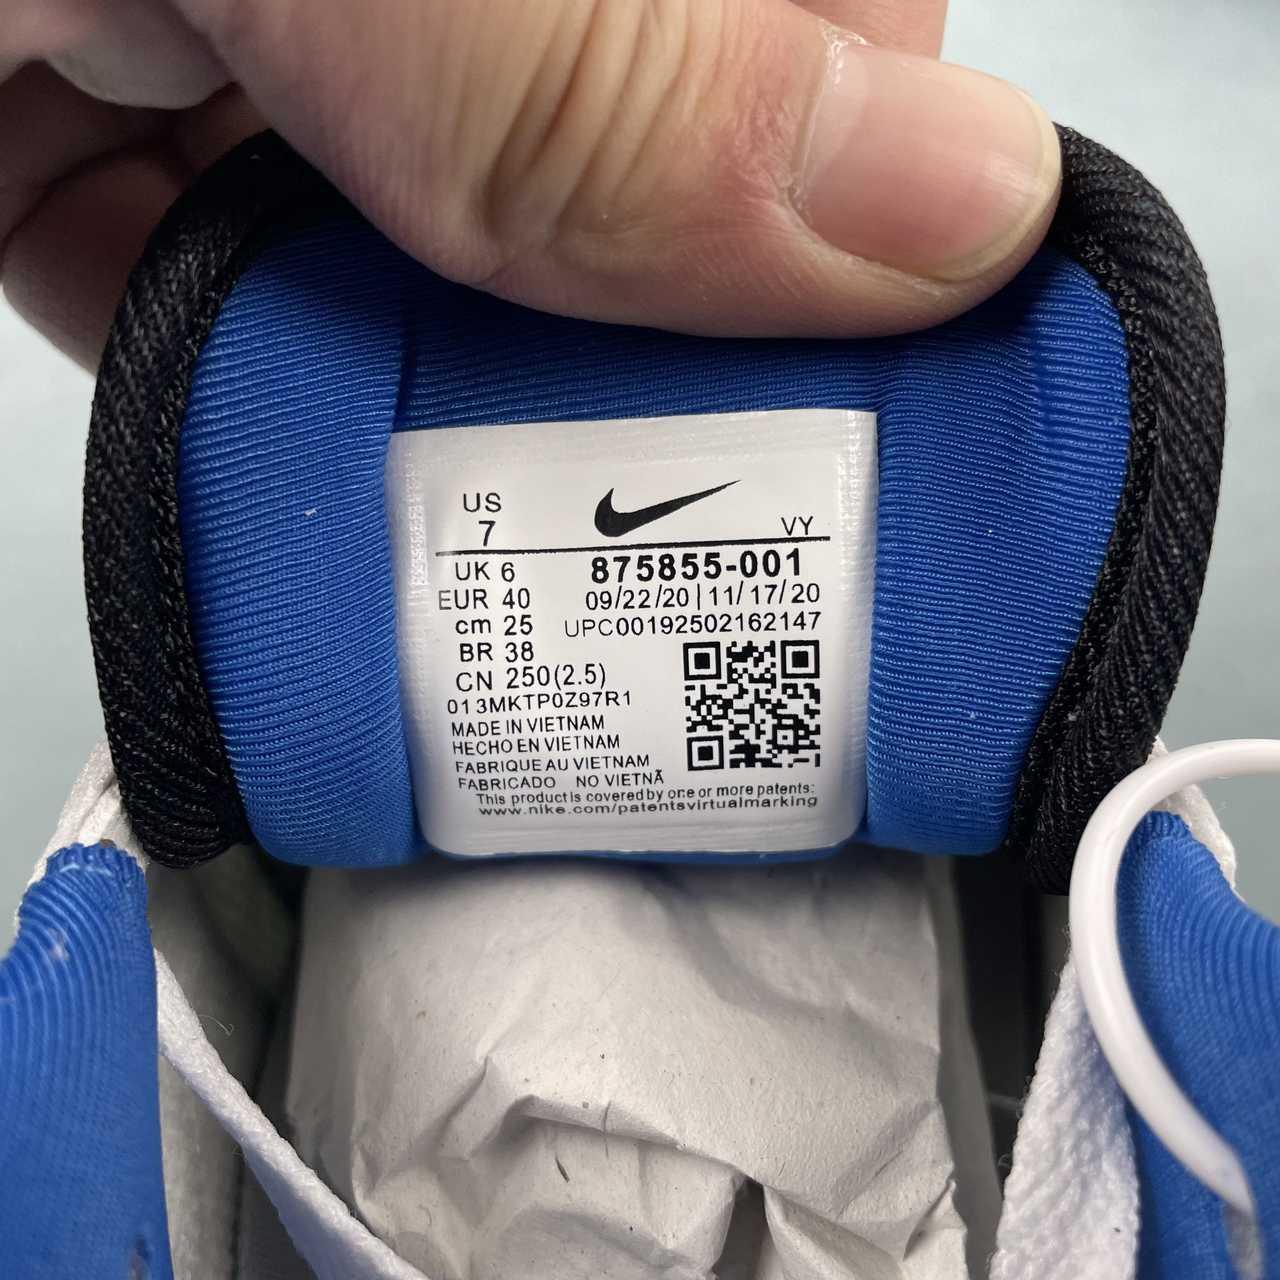 US
7
VY
UK 6
875855-001
EUR 40
09/22/20|11/17/20
cm 25
UPC00192502162147
BR 38
CN 250(2.5)
013MKTP0Z97R1
MADE IN VIETNAM
HECHO EN VIETNAM
FABRIQUE AU VIETNAM
FABRICADO NO VIETNÃ
This product is covered by one or more patents:
www.nike.com/patentsvirtualmarking